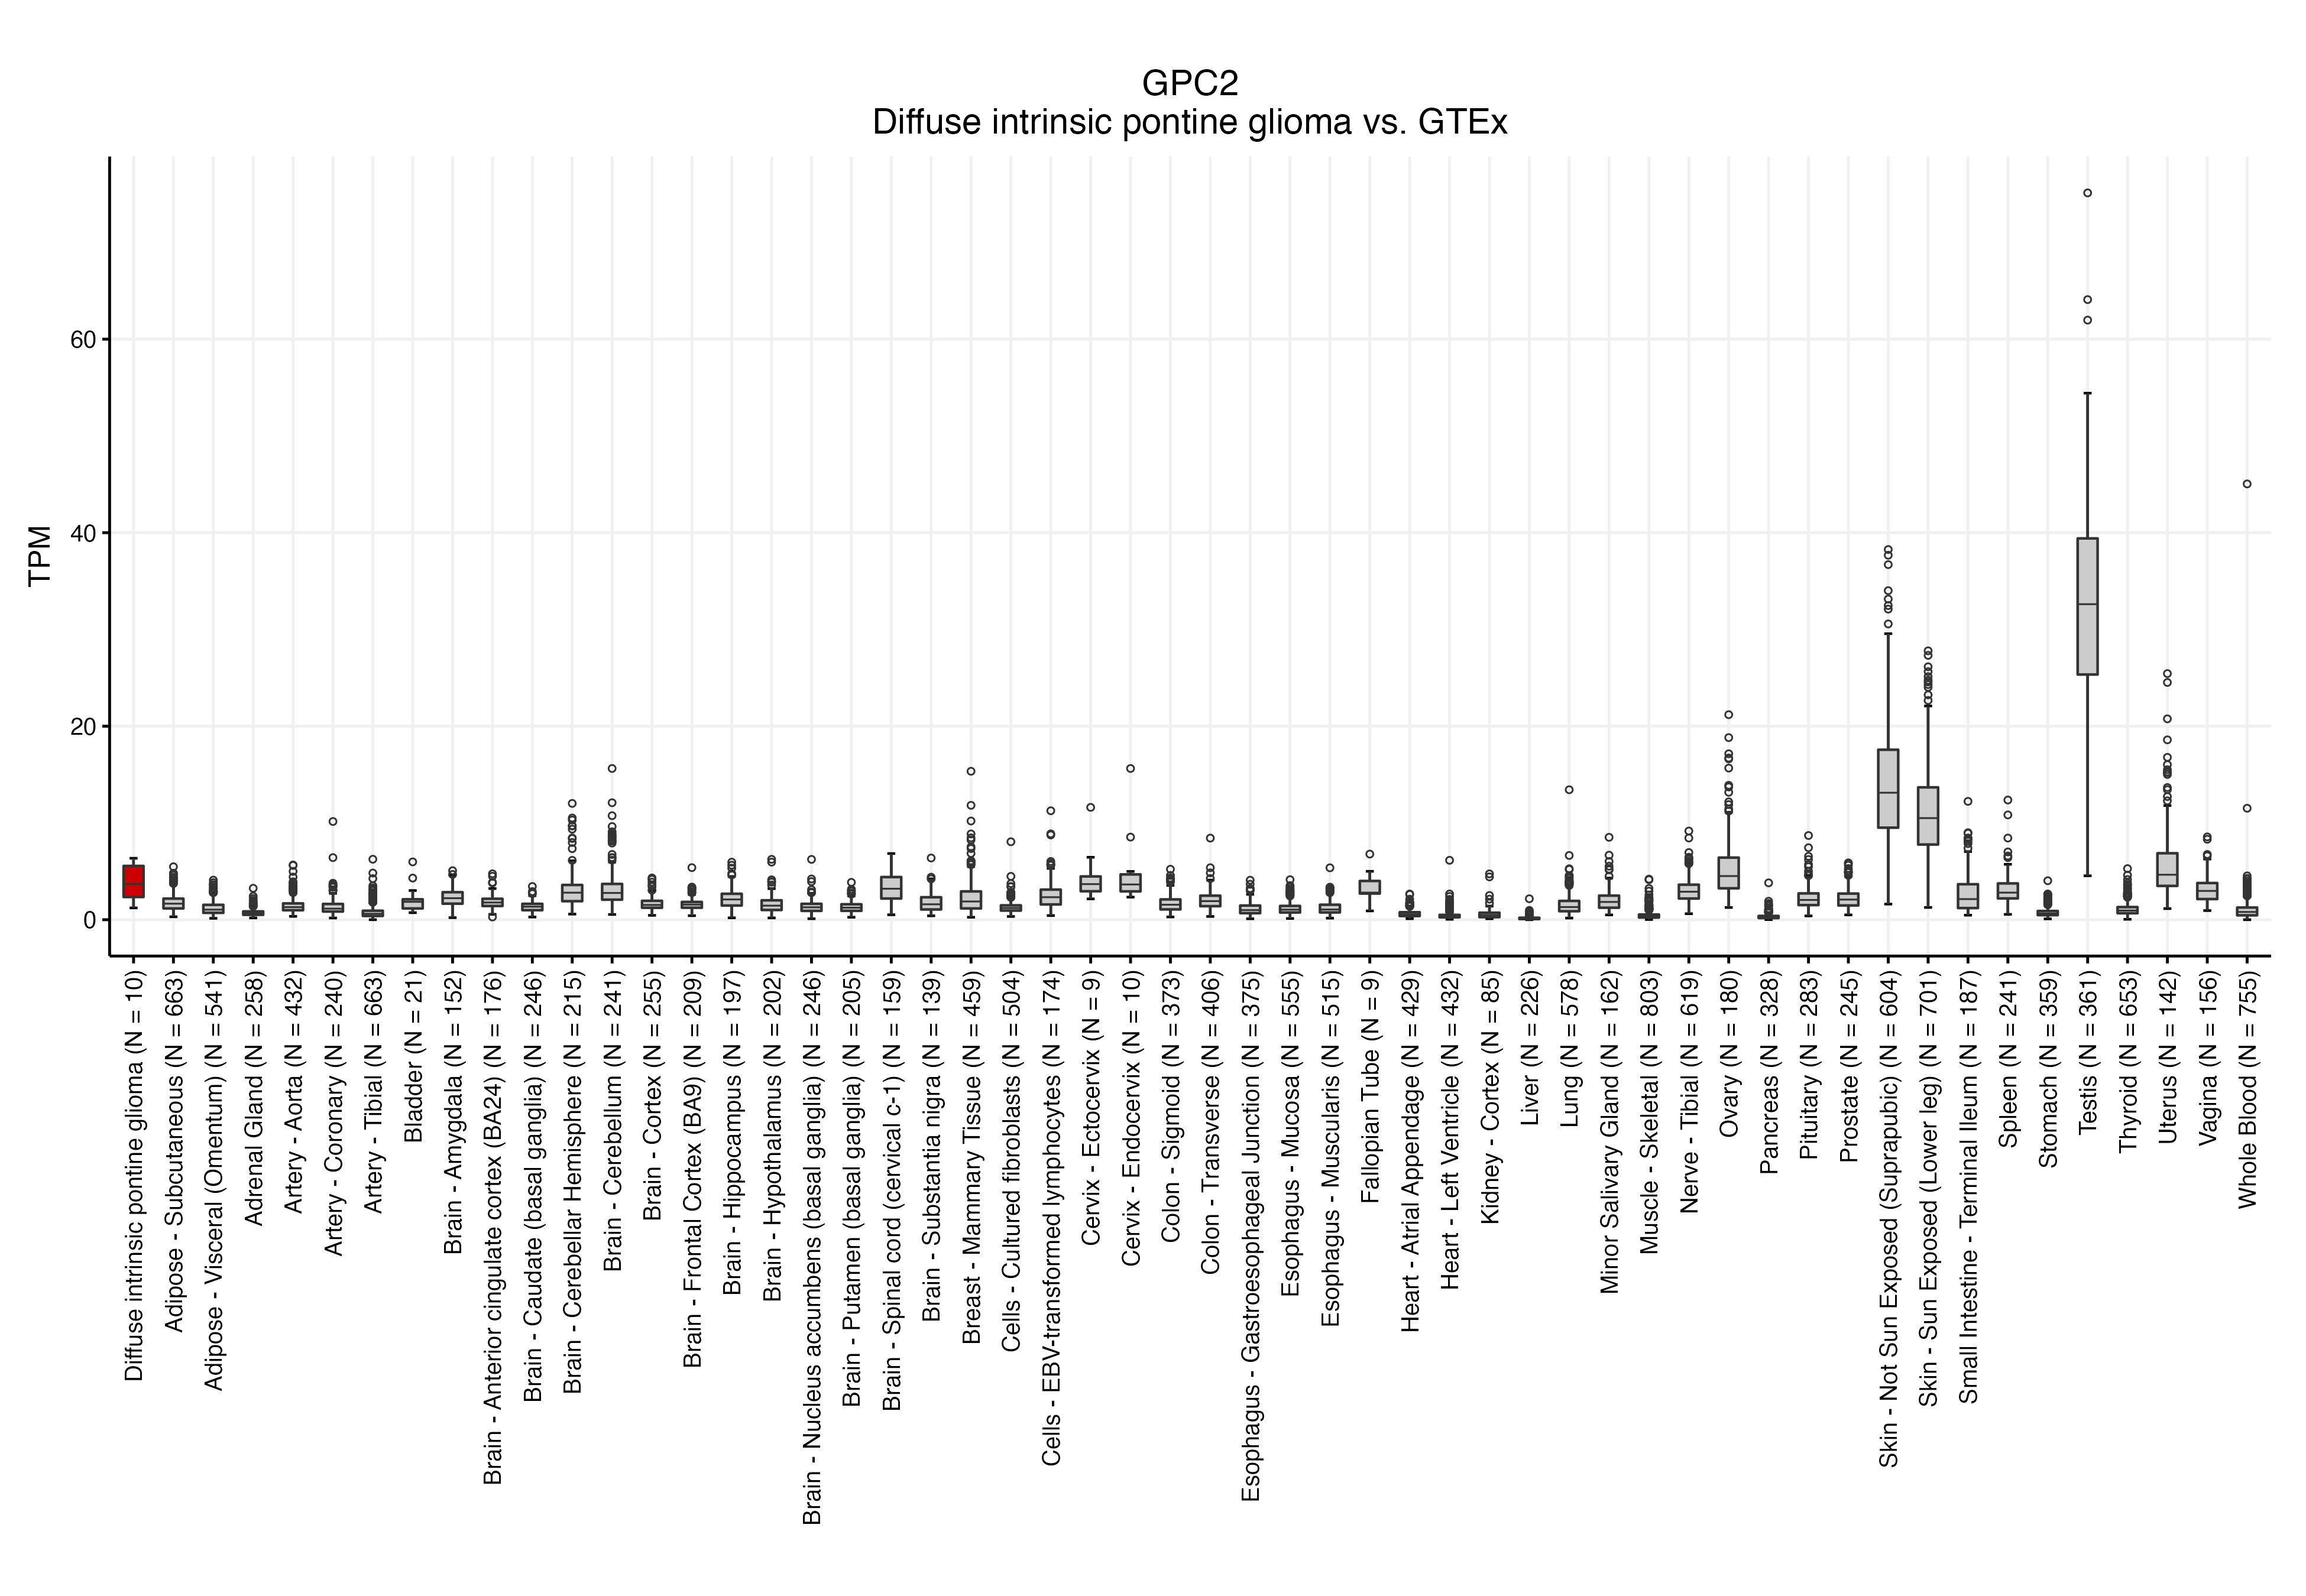 GPC2
Diffuse intrinsic pontine glioma vs. GTEx
TPM
60
40
20
0
Diffuse intrinsic pontine glioma (N = 10)
Adipose - Subcutaneous (N = 663)
Adipose - Visceral (Omentum) (N = 541)
Adrenal Gland (N = 258)
Artery - Aorta (N = 432)
Artery - Coronary (N = 240)
Artery - Tibial (N = 663)
Bladder (N = 21)
Brain - Amygdala (N = 152)
Brain - Anterior cingulate cortex (BA24) (N = 176)
Brain - Caudate (basal ganglia) (N = 246)
Brain - Cerebellar Hemisphere (N = 215)
Brain - Cerebellum (N = 241)
Brain - Cortex (N = 255)
Brain - Frontal Cortex (BA9) (N = 209)
Brain - Hippocampus (N = 197)
Brain - Hypothalamus (N = 202)
Brain - Nucleus accumbens (basal ganglia) (N = 246)
Brain - Putamen (basal ganglia) (N = 205)
Brain - Spinal cord (cervical c-1) (N = 159)
Brain - Substantia nigra (N = 139)
Breast - Mammary Tissue (N = 459)
Cells - Cultured fibroblasts (N = 504)
Cells - EBV-transformed lymphocytes (N = 174)
Cervix - Ectocervix (N = 9)
Cervix - Endocervix (N = 10)
Colon - Sigmoid (N = 373)
Colon - Transverse (N = 406)
Esophagus - Gastroesophageal Junction (N = 375)
Esophagus - Mucosa (N = 555)
Esophagus - Muscularis (N = 515)
Fallopian Tube (N = 9)
Heart - Atrial Appendage (N = 429)
Heart - Left Ventricle (N = 432)
Kidney - Cortex (N = 85)
Liver (N = 226)
Lung (N = 578)
Minor Salivary Gland (N = 162)
Muscle - Skeletal (N = 803)
Nerve - Tibial (N = 619)
Ovary (N = 180)
Pancreas (N = 328)
Pituitary (N = 283)
Prostate (N = 245)
Skin - Not Sun Exposed (Suprapubic) (N = 604)
Skin - Sun Exposed (Lower leg) (N = 701)
Small Intestine - Terminal Ileum (N = 187)
Spleen (N = 241)
Stomach (N = 359)
Testis (N = 361)
Thyroid (N = 653)
Uterus (N = 142)
Vagina (N = 156)
Whole Blood (N = 755)